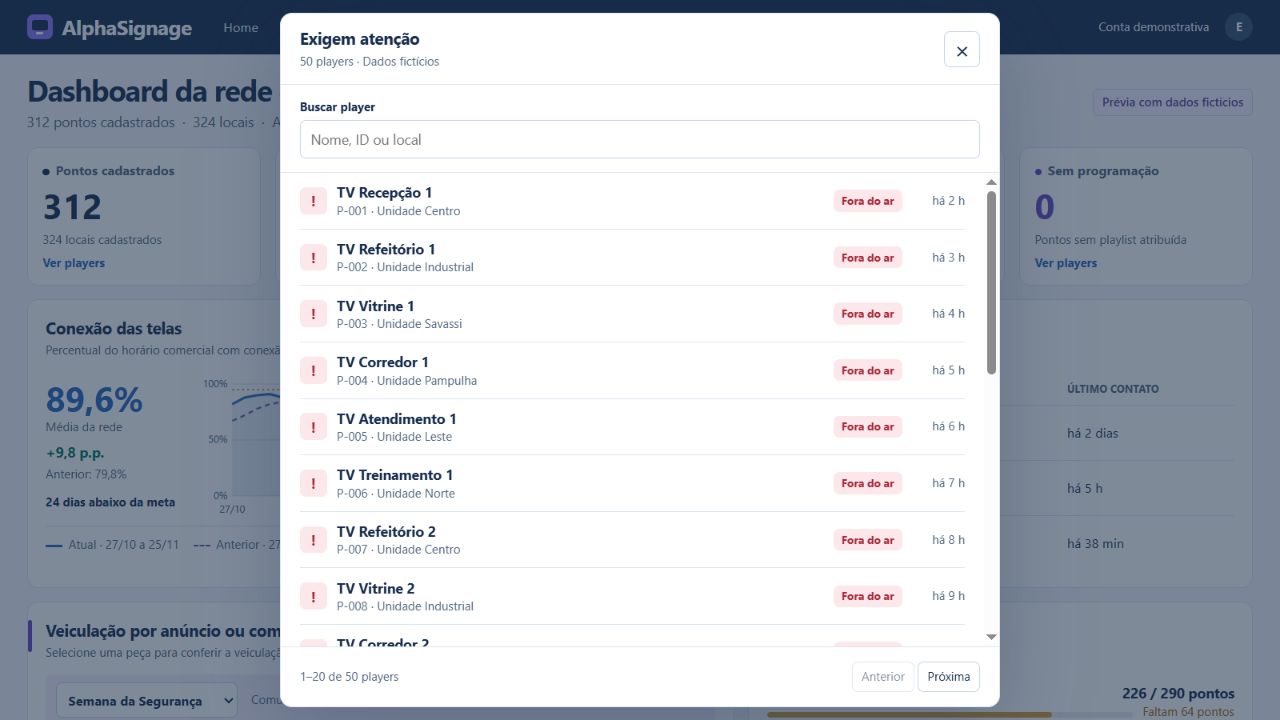 AlphaSignage
Home
Conta demonstrativa
E
Dashboard da rede
312 pontos cadastrados · 324 locais · A
Prévia com dados fictícios
Pontos cadastrados
312
324 locais cadastrados
Ver players
Sem programação
0
Pontos sem playlist atribuída
Ver players
Conexão das telas
Percentual do horário comercial com conexã
89,6%
Média da rede
+9,8 p.p.
Anterior: 79,8%
24 dias abaixo da meta
100%
50%
0%
27/10
Atual · 27/10 a 25/11
Anterior · 27
ÚLTIMO CONTATO
há 2 dias
há 5 h
há 38 min
Veiculação por anúncio ou com
Selecione uma peça para conferir a veiculaçã
Semana da Segurança
Comu
226 / 290 pontos
Faltam 64 pontos
Exigem atenção
50 players · Dados fictícios
×
Buscar player
Nome, ID ou local
! TV Recepção 1 Fora do ar há 2 h
P-001 · Unidade Centro
! TV Refeitório 1 Fora do ar há 3 h
P-002 · Unidade Industrial
! TV Vitrine 1 Fora do ar há 4 h
P-003 · Unidade Savassi
! TV Corredor 1 Fora do ar há 5 h
P-004 · Unidade Pampulha
! TV Atendimento 1 Fora do ar há 6 h
P-005 · Unidade Leste
! TV Treinamento 1 Fora do ar há 7 h
P-006 · Unidade Norte
! TV Refeitório 2 Fora do ar há 8 h
P-007 · Unidade Centro
! TV Vitrine 2 Fora do ar há 9 h
P-008 · Unidade Industrial
TV Corredor 2
1–20 de 50 players
Anterior
Próxima